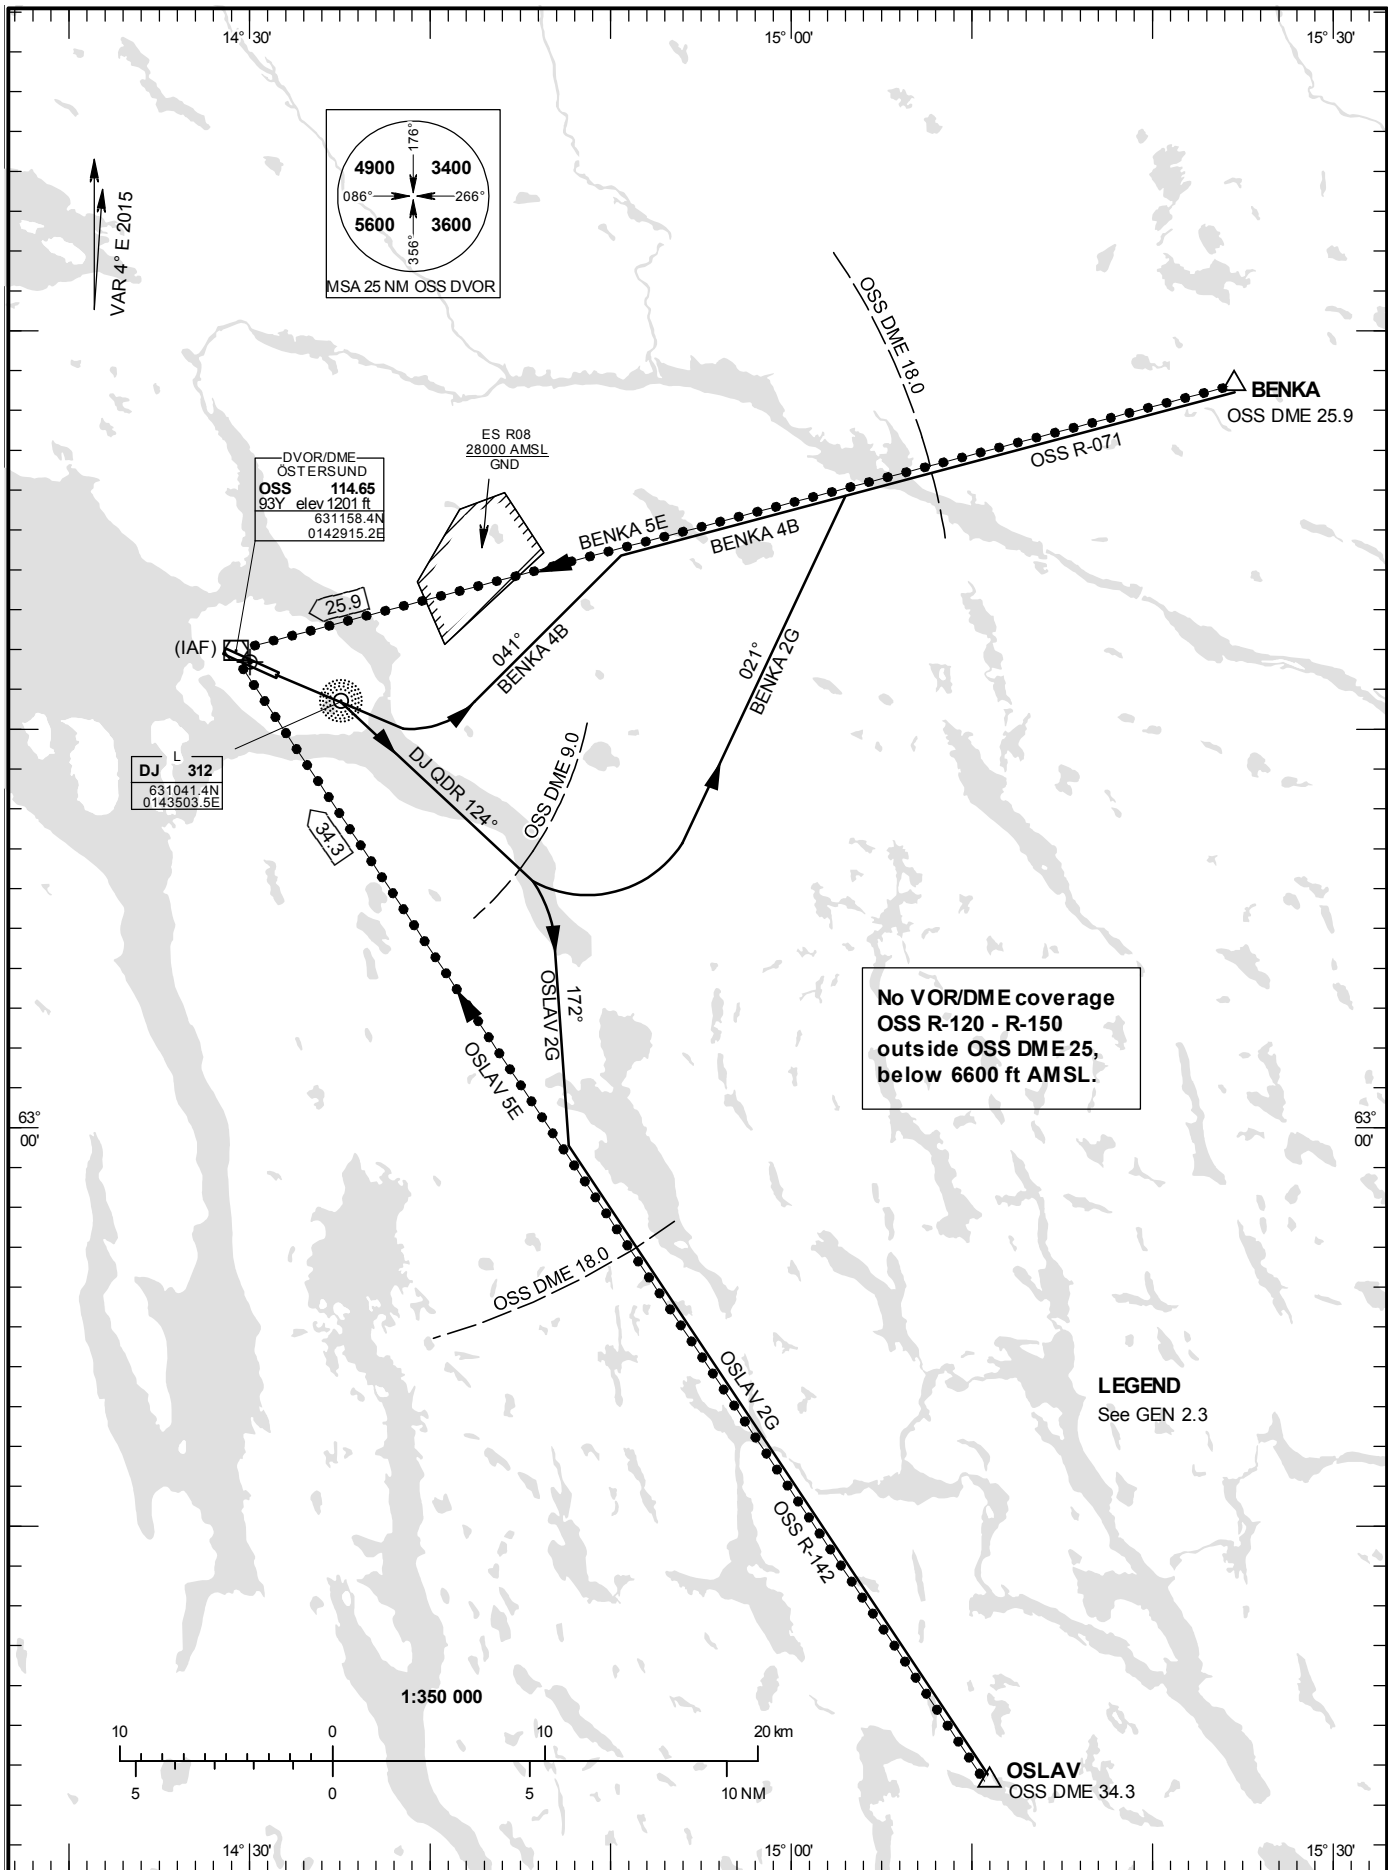 14° 30'
15° 00'
15° 30'
VAR 4° E 2015
176°
4900
3400
086°
266°
5600
3600
356°
MSA 25 NM OSS DVOR
OSS DME 18.0
BENKA
OSS DME 25.9
OSS R-071
ES R08
28000 AMSL
GND
DVOR/DME
ÖSTERSUND
OSS 114.65
93Y elev 1201 ft
631158.4N
0142915.2E
BENKA 5E
BENKA 4B
25.9
(IAF)
041°
BENKA 4B
021°
BENKA 2G
L
DJ 312
631041.4N
0143503.5E
DJ QDR 124°
OSS DME 9.0
34.3
172°
OSLAV 2G
No VOR/DME coverage
OSS R-120 - R-150
outside OSS DME 25,
below 6600 ft AMSL.
OSLAV 5E
63°
00'
63°
00'
OSS DME 18.0
OSLAV 2G
LEGEND
See GEN 2.3
OSS R-142
1:350 000
10 0 10 20 km
5 0 5 10 NM
OSLAV
OSS DME 34.3
14° 30'
15° 00'
15° 30'